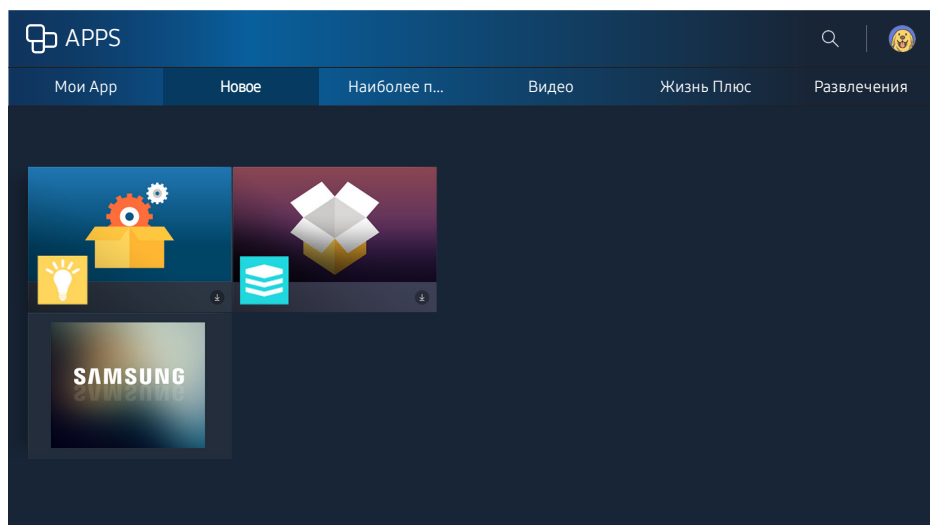 APPS
Мои App Новое Наиболее п... Видео Жизнь Плюс Развлечения
SAMSUNG